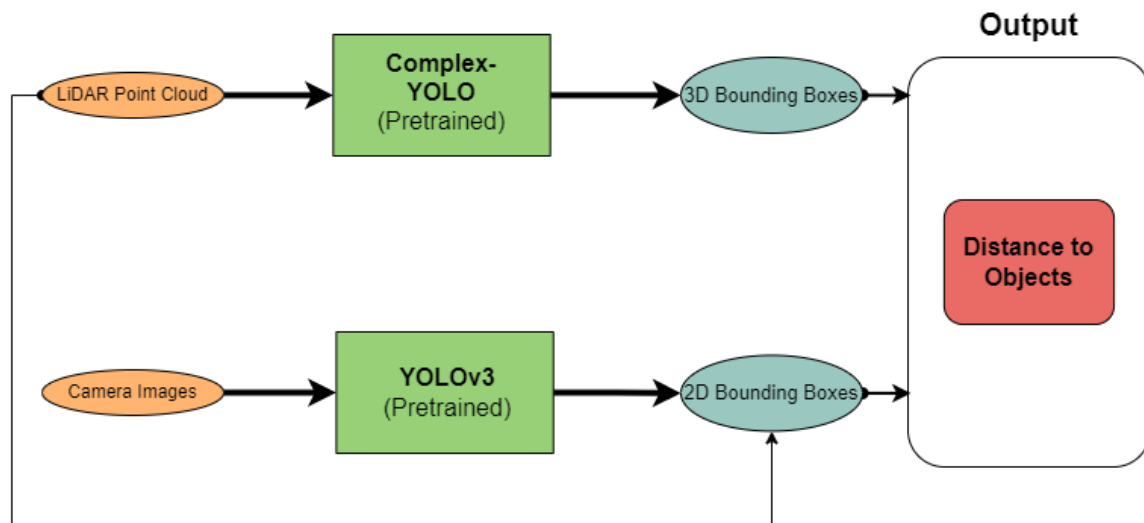 Output
LiDAR Point Cloud
Complex-
YOLO
(Pretrained)
3D Bounding Boxes
Distance to
Objects
Camera Images
YOLOv3
(Pretrained)
2D Bounding Boxes